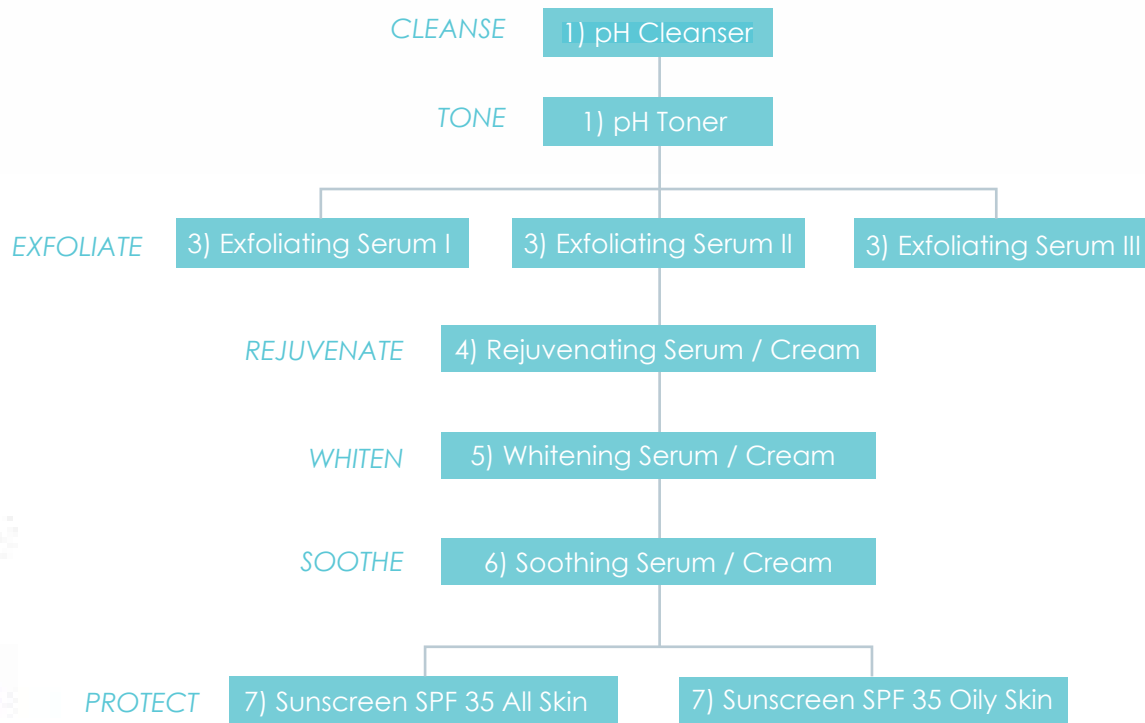 CLEANSE 1) pH Cleanser
TONE 1) pH Toner
EXFOLIATE 3) Exfoliating Serum I 3) Exfoliating Serum II 3) Exfoliating Serum III
REJUVENATE 4) Rejuvenating Serum / Cream
WHITEN 5) Whitening Serum / Cream
SOOTHE 6) Soothing Serum / Cream
PROTECT 7) Sunscreen SPF 35 All Skin 7) Sunscreen SPF 35 Oily Skin